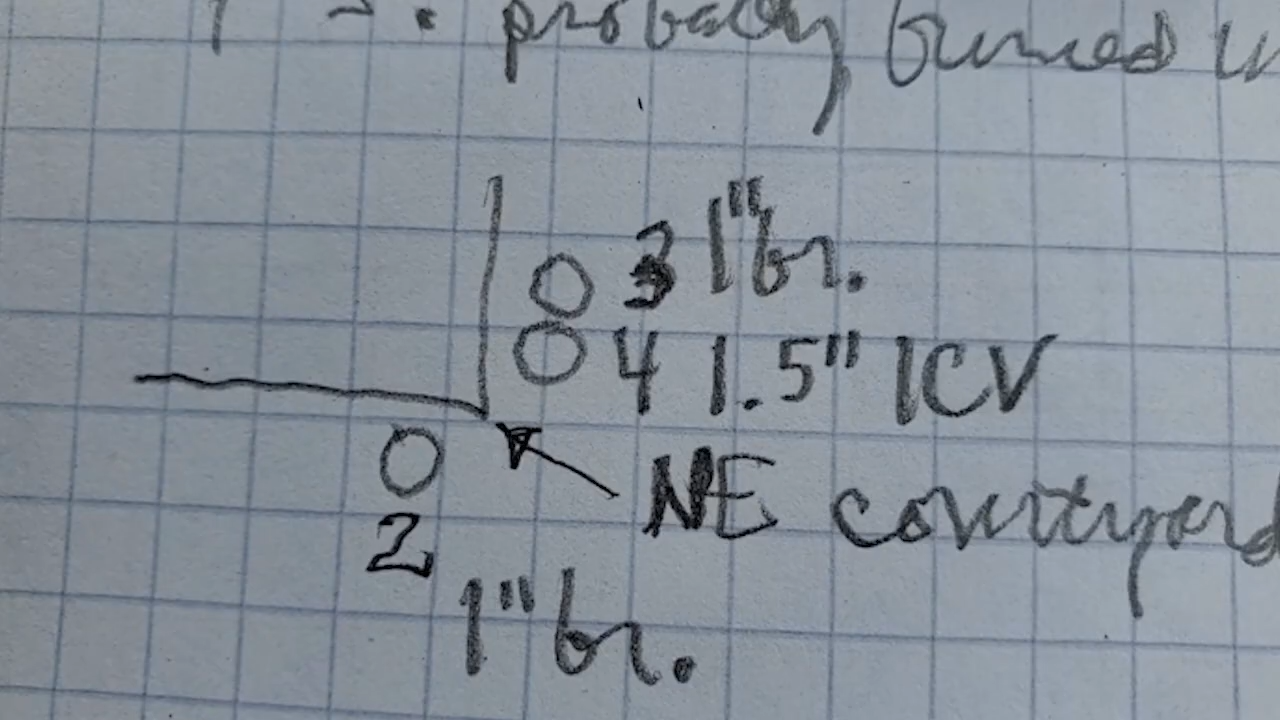 probably buried
3 1" br.
4 1.5" ICV
NE courtyard
2
1" br.